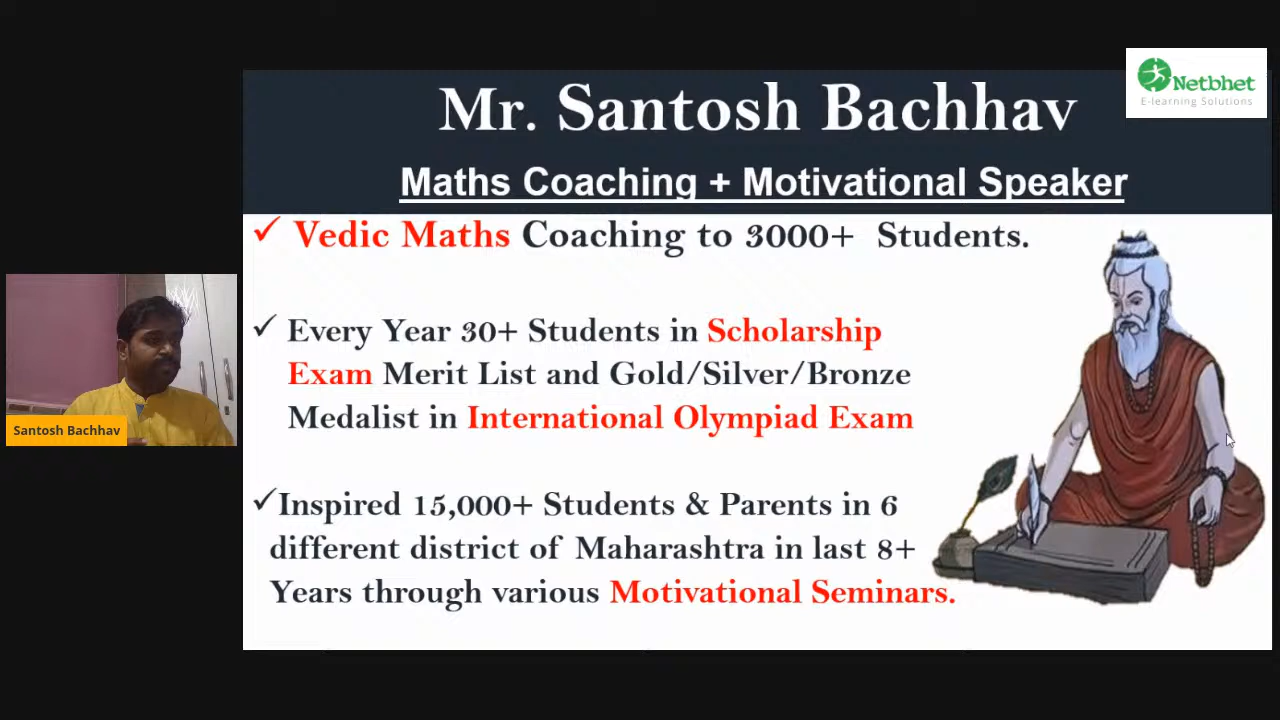 Netbhet
E-learning Solutions
Mr. Santosh Bachhav
Maths Coaching + Motivational Speaker
✓ Vedic Maths Coaching to 3000+ Students.
✓ Every Year 30+ Students in Scholarship
Exam Merit List and Gold/Silver/Bronze
Medalist in International Olympiad Exam
✓Inspired 15,000+ Students & Parents in 6
different district of Maharashtra in last 8+
Years through various Motivational Seminars.
Santosh Bachhav